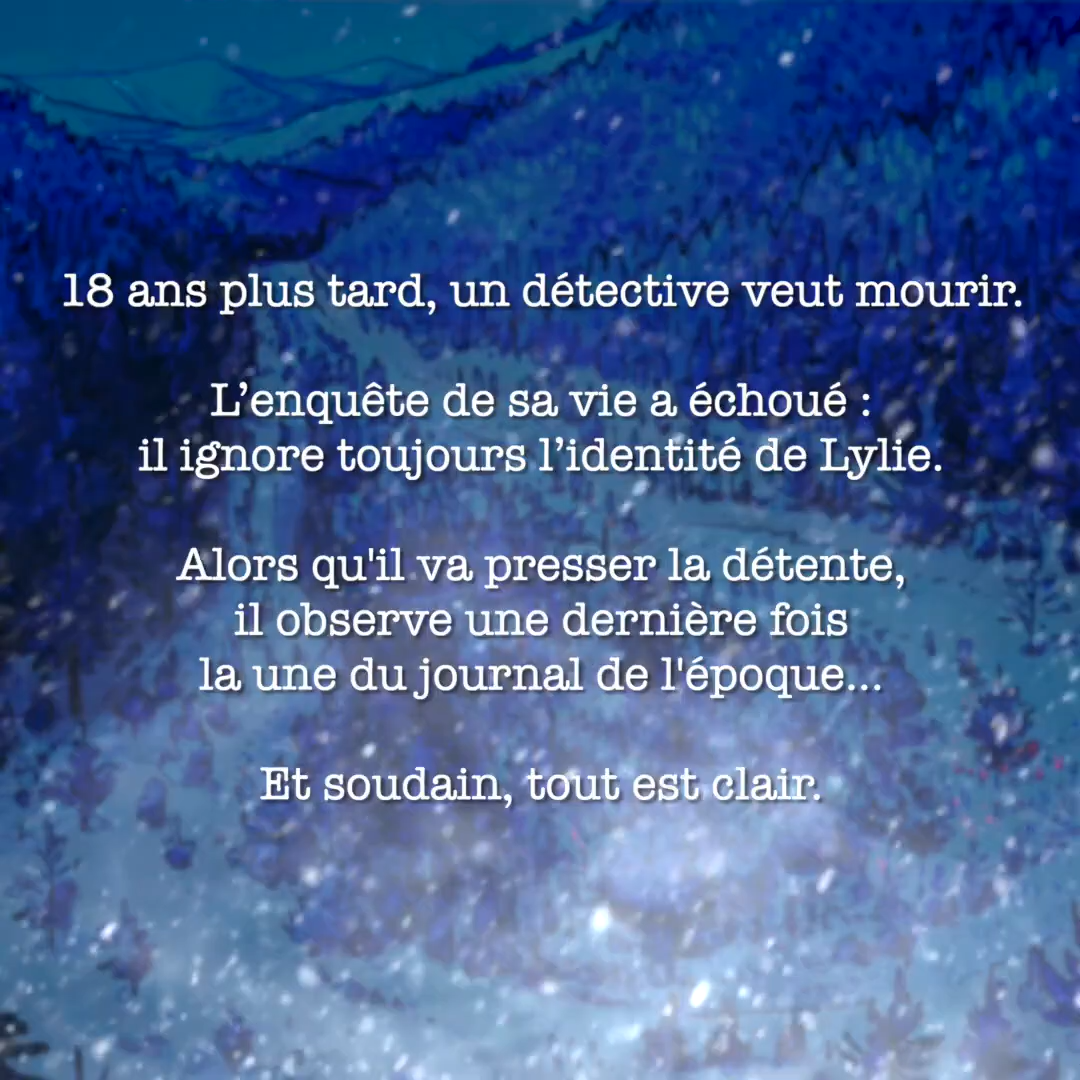 18 ans plus tard, un détective veut mourir.
L’enquête de sa vie a échoué :
il ignore toujours l’identité de Lylie.
Alors qu'il va presser la détente,
il observe une dernière fois
la une du journal de l'époque...
Et soudain, tout est clair.